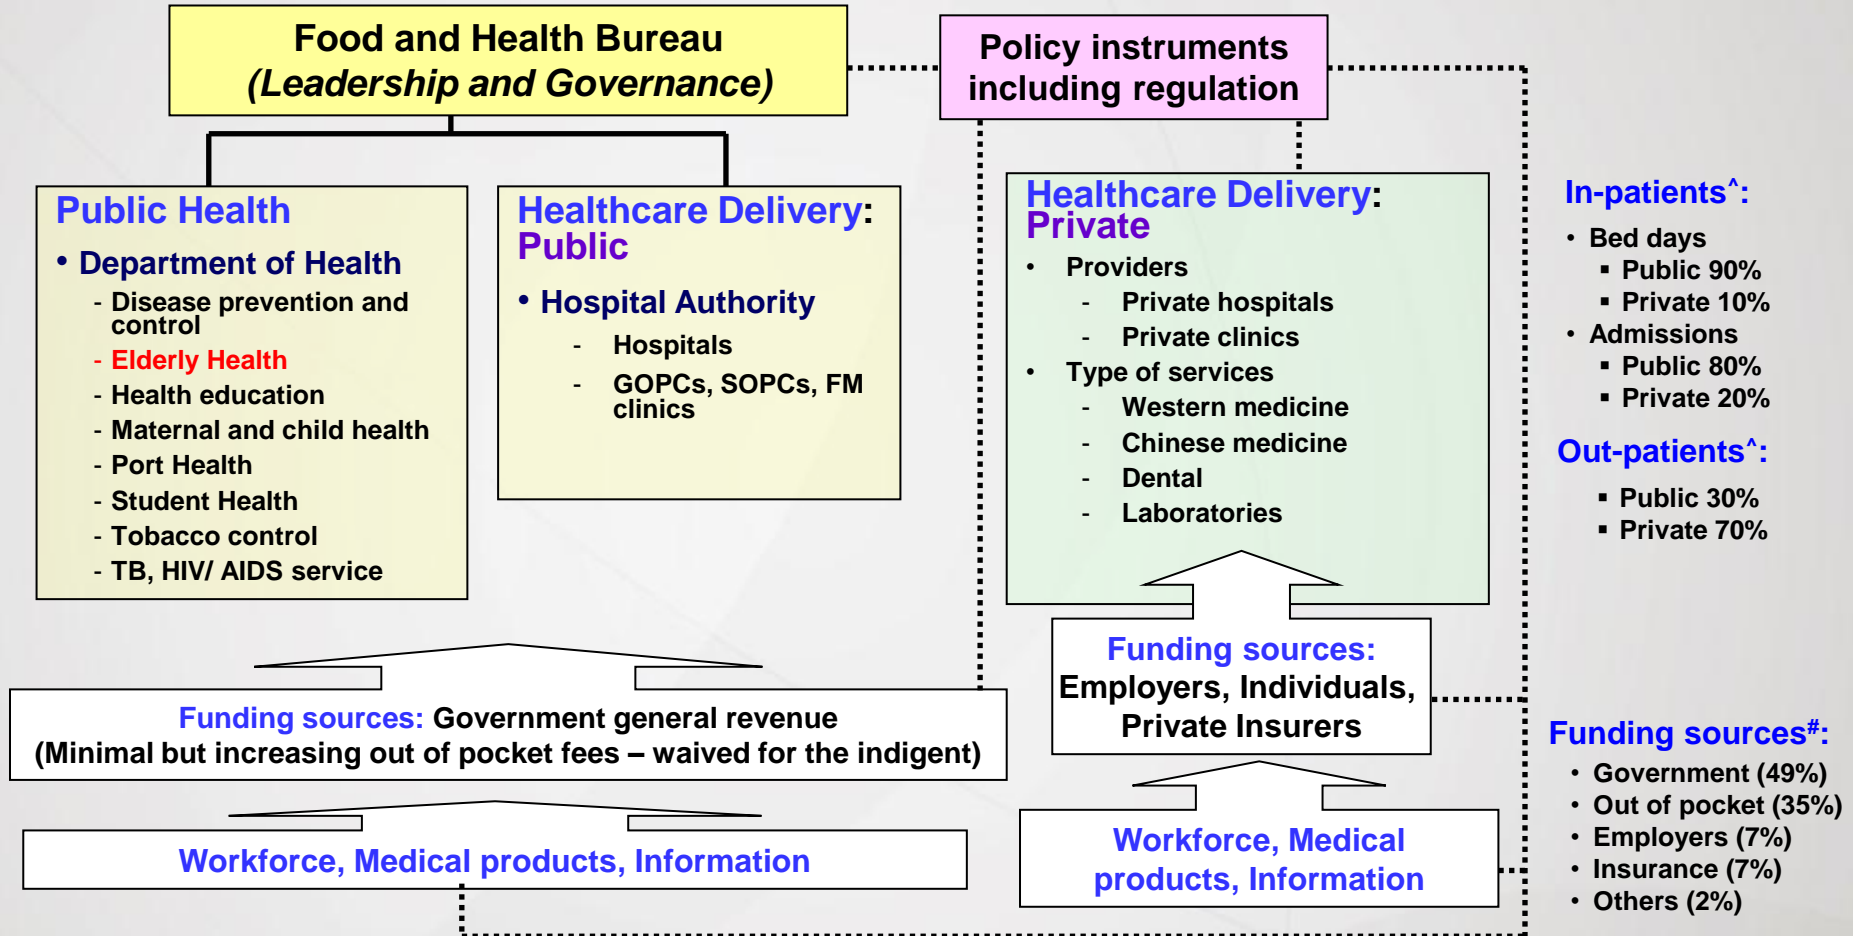 Food and Health Bureau
(Leadership and Governance)
Policy instruments
including regulation
Public Health
• Department of Health
- Disease prevention and
control
- Elderly Health
- Health education
- Maternal and child health
- Port Health
- Student Health
- Tobacco control
- TB, HIV/ AIDS service
Healthcare Delivery:
Public
• Hospital Authority
- Hospitals
- GOPCs, SOPCs, FM
clinics
Healthcare Delivery:
Private
• Providers
- Private hospitals
- Private clinics
• Type of services
- Western medicine
- Chinese medicine
- Dental
- Laboratories
In-patients^:
• Bed days
▪ Public 90%
▪ Private 10%
• Admissions
▪ Public 80%
▪ Private 20%
Out-patients^:
▪ Public 30%
▪ Private 70%
Funding sources: Government general revenue
(Minimal but increasing out of pocket fees – waived for the indigent)
Workforce, Medical products, Information
Funding sources:
Employers, Individuals,
Private Insurers
Workforce, Medical
products, Information
Funding sources#:
• Government (49%)
• Out of pocket (35%)
• Employers (7%)
• Insurance (7%)
• Others (2%)